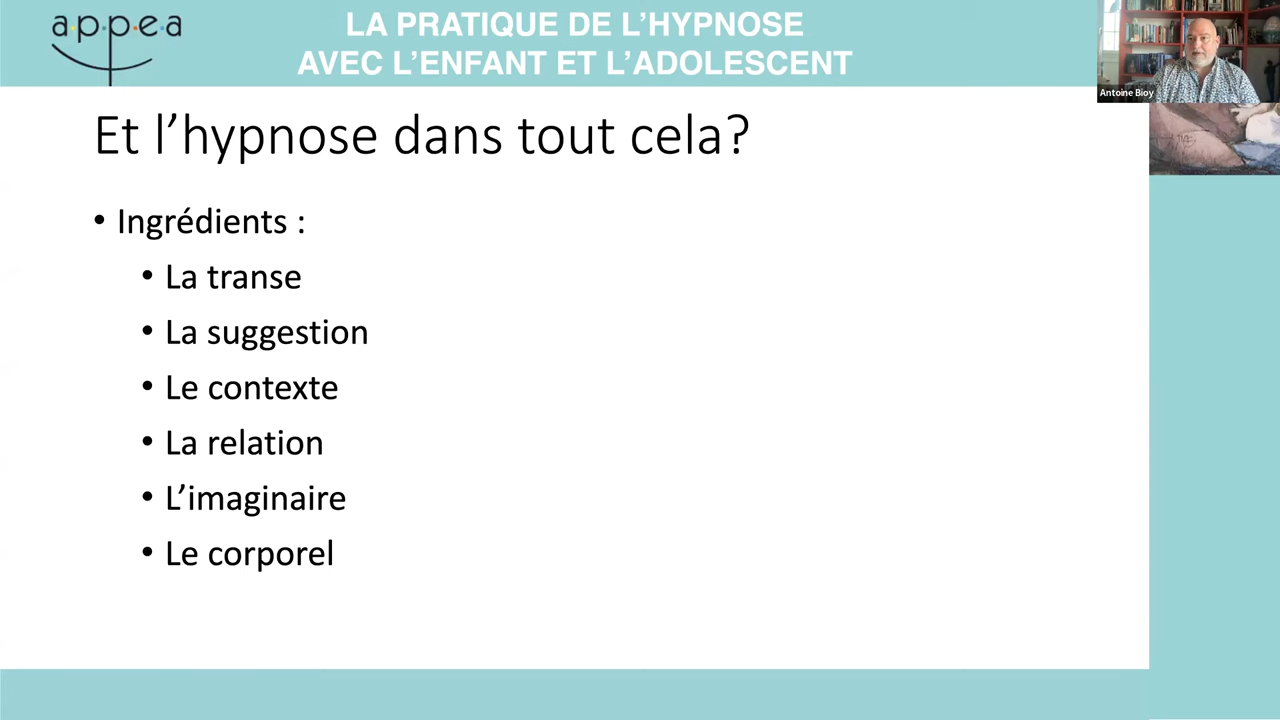 a·p·p·e·a
LA PRATIQUE DE L’HYPNOSE
AVEC L’ENFANT ET L’ADOLESCENT
Antoine Bioy
Et l’hypnose dans tout cela?
• Ingrédients :
• La transe
• La suggestion
• Le contexte
• La relation
• L’imaginaire
• Le corporel